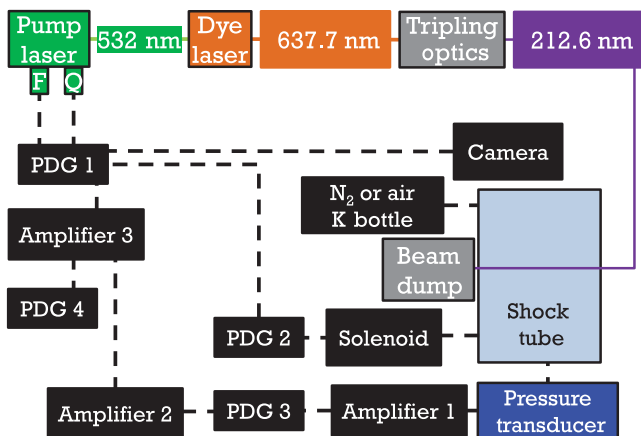 Pump
laser
532 nm
Dye
laser
637.7 nm
Tripling
optics
212.6 nm
F
Q
PDG 1
Camera
N₂ or air
K bottle
Amplifier 3
Beam
dump
PDG 4
PDG 2
Solenoid
Shock
tube
Amplifier 2
PDG 3
Amplifier 1
Pressure
transducer